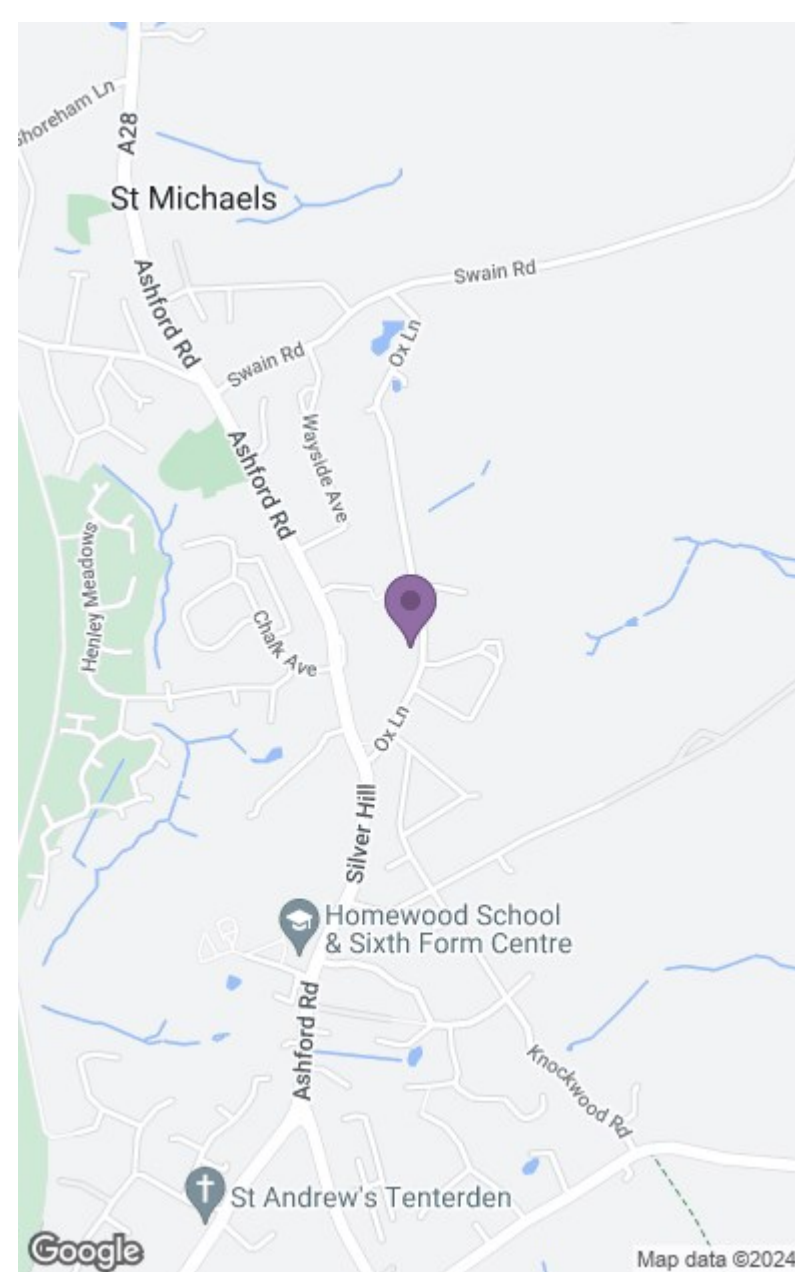 Shoreham Ln
A28
St Michaels
Ashford Rd
Swain Rd
Swain Rd
Ox Ln
Ashford Rd
Wayside Ave
Henley Meadows
Chalk Ave
Ox Ln
Silver Hill
Homewood School
& Sixth Form Centre
Ashford Rd
Knockwood Rd
St Andrew's Tenterden
Google
Map data ©2024